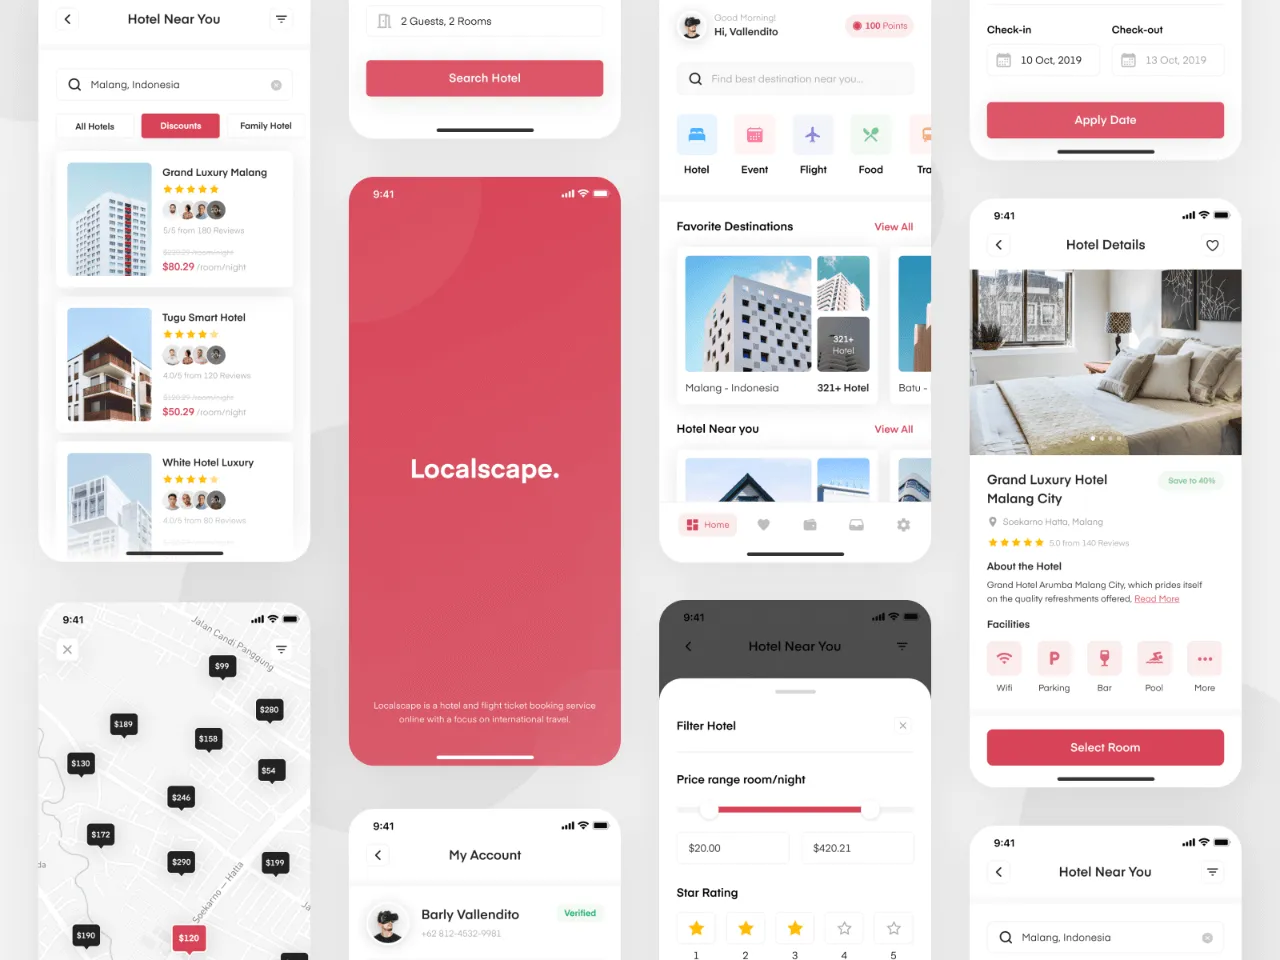 Hotel Near You
Malang, Indonesia
All Hotels
Discounts
Family Hotel
Grand Luxury Malang
5/5 from 180 Reviews
$80.29 /room/night
Tugu Smart Hotel
4.0/5 from 120 Reviews
$50.29 /room/night
White Hotel Luxury
4.0/5 from 80 Reviews
9:41
Jalan Candi Panggung
$99
$280
$189
$158
$130
$54
$246
$172
$290
$199
Soekarno — Hatta
$190
$120
2 Guests, 2 Rooms
Search Hotel
9:41
Localscape.
Localscape is a hotel and flight ticket booking service
online with a focus on international travel.
9:41
My Account
Barly Vallendito
Verified
+62 812-4532-9981
Good Morning!
Hi, Vallendito
100 Points
Find best destination near you...
Hotel
Event
Flight
Food
Tra
Favorite Destinations
View All
321+
Hotel
Malang - Indonesia
321+ Hotel
Batu -
Hotel Near you
View All
Home
9:41
Hotel Near You
Filter Hotel
Price range room/night
$20.00
$420.21
Star Rating
1
2
3
4
5
Check-in
Check-out
10 Oct, 2019
13 Oct, 2019
Apply Date
9:41
Hotel Details
Grand Luxury Hotel
Malang City
Save to 40%
Soekarno Hatta, Malang
5.0 from 140 Reviews
About the Hotel
Grand Hotel Arumba Malang City, which prides itself
on the quality refreshments offered, Read More
Facilities
P
Wifi
Parking
Bar
Pool
More
Select Room
9:41
Hotel Near You
Malang, Indonesia